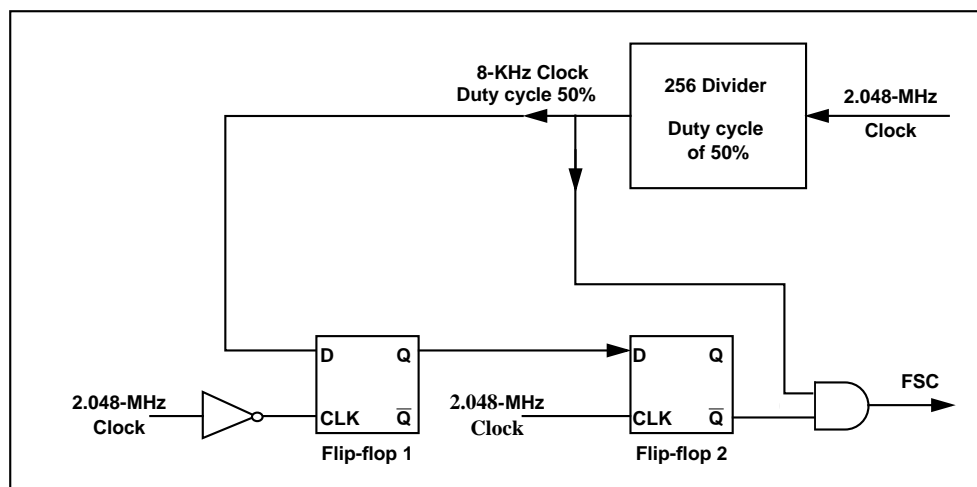 8-KHz Clock
Duty cycle 50%
256 Divider
Duty cycle
of 50%
2.048-MHz
Clock
D Q
CLK Q̅
Flip-flop 1
2.048-MHz
Clock
D Q
CLK Q̅
Flip-flop 2
2.048-MHz
Clock
FSC